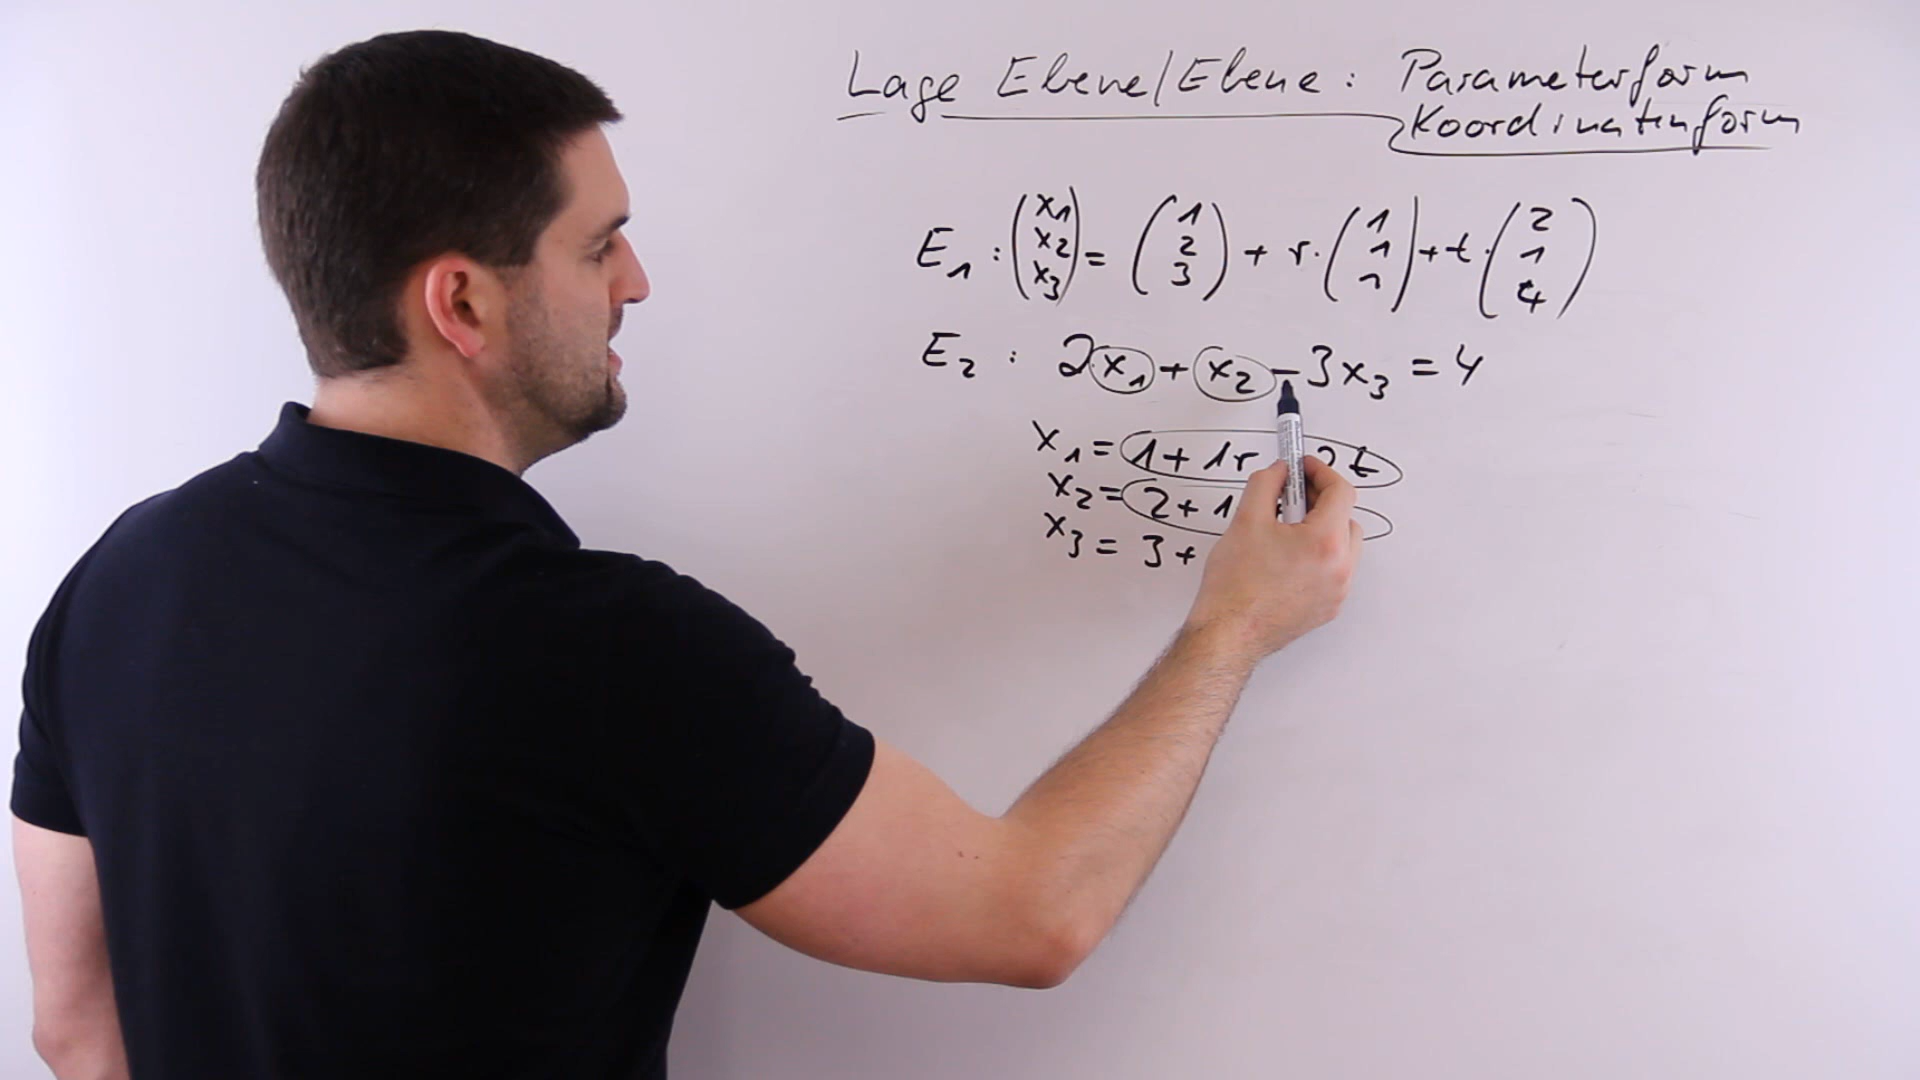 Lage Ebene/Ebene: Parameterform
Koordinatenform
E₁: (x₁ x₂ x₃) = (1 2 3) + r·(1 1 1) + t·(2 1 4)
E₂: 2x₁ + x₂ - 3x₃ = 4
x₁ = 1 + 1r 2t
x₂ = 2 + 1
x₃ = 3 +